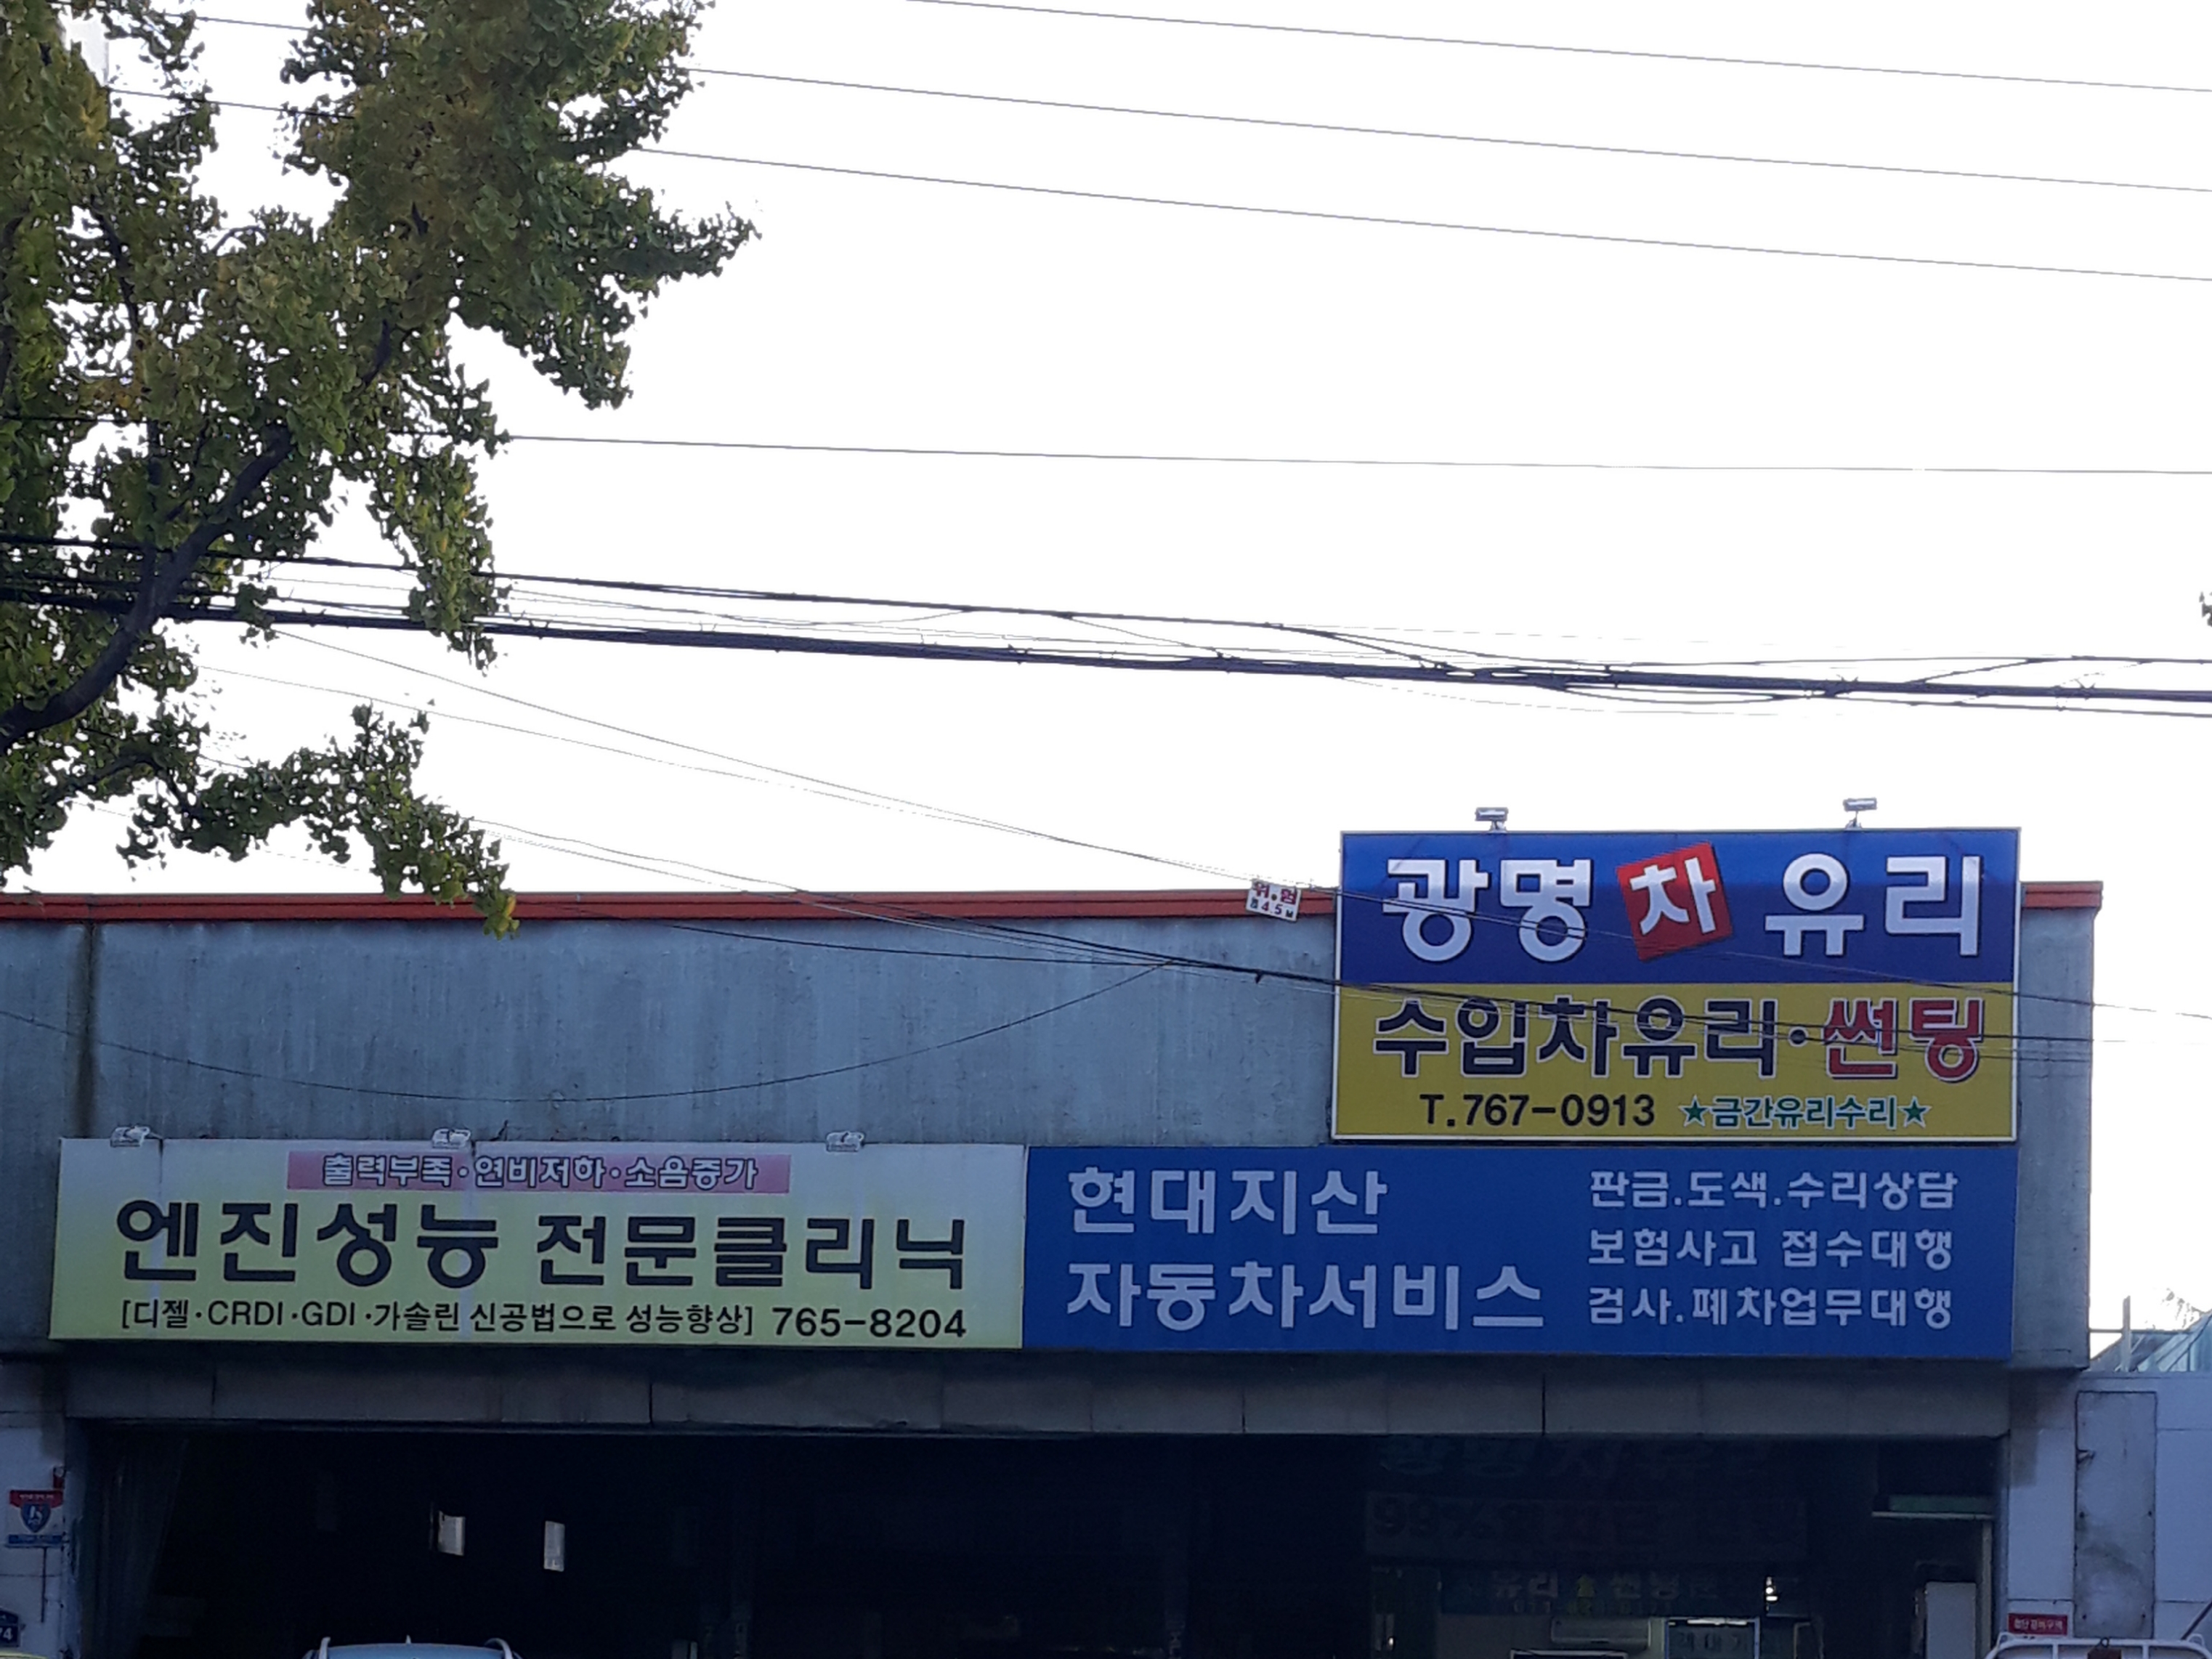 광명차유리
수입차유리·썬팅
T.767-0913 ★금간유리수리★
위험
출력부족·연비저하·소음증가
엔진성능 전문클리닉
[디젤·CRDI·GDI·가솔린 신공법으로 성능향상] 765-8204
현대지산
자동차서비스
판금.도색.수리상담
보험사고 접수대행
검사.폐차업무대행